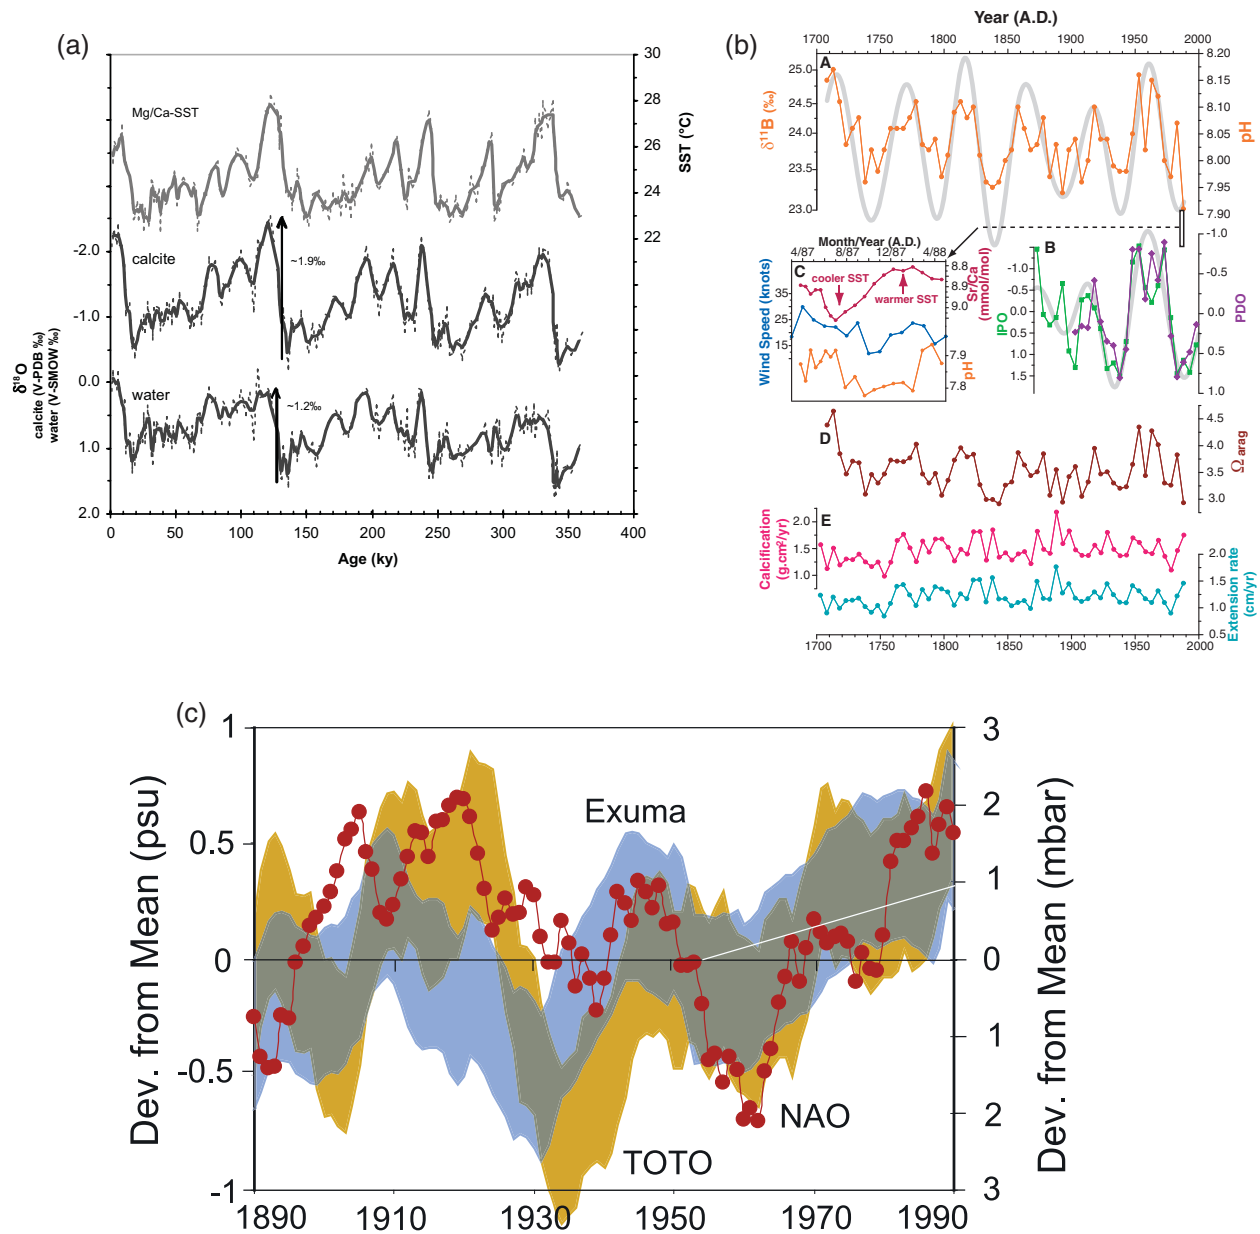 (a)
30
28
26
24
22
SST (°C)
Mg/Ca-SST
calcite
~1.9‰
water
~1.2‰
-2.0
-1.0
0.0
1.0
2.0
δ¹⁸O
calcite (V-PDB ‰)
water (V-SMOW ‰)
0 50 100 150 200 250 300 350 400
Age (ky)
(b)
Year (A.D.)
1700 1750 1800 1850 1900 1950 2000
A
25.0
24.5
24.0
23.5
23.0
δ¹¹B (‰)
8.20
8.15
8.10
8.05
8.00
7.95
7.90
pH
Month/Year (A.D.)
4/87 8/87 12/87 4/88
C
cooler SST
warmer SST
35
25
15
Wind Speed (knots)
8.8
8.9
9.0
Sr/Ca
(mmol/mol)
7.9
7.8
pH
B
-1.0
-0.5
0.0
0.5
1.0
1.5
IPO
-1.0
-0.5
0.0
0.5
1.0
PDO
D
4.5
4.0
3.5
3.0
Ω arag
E
2.0
1.5
1.0
Calcification
(g.cm²/yr)
2.0
1.5
1.0
0.5
Extension rate
(cm/yr)
1700 1750 1800 1850 1900 1950 2000
(c)
1
0.5
0
-0.5
-1
Dev. from Mean (psu)
3
2
1
0
1
2
3
Dev. from Mean (mbar)
Exuma
NAO
TOTO
1890 1910 1930 1950 1970 1990